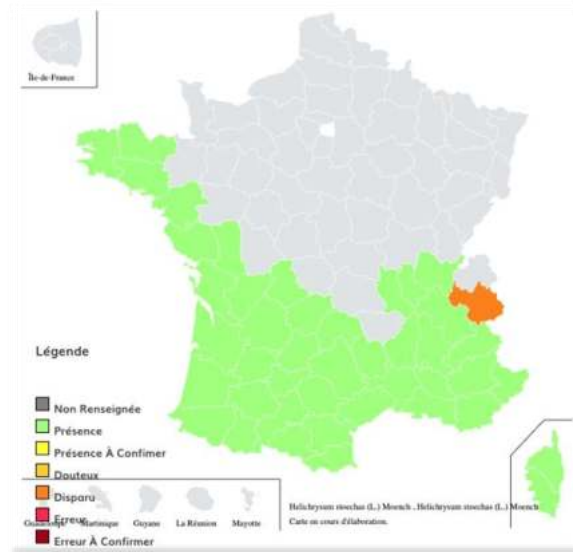 Île-de-France
Légende
Non Renseignée
Présence
Présence À Confimer
Douteux
Disparu
Erreur
Erreur À Confirmer
Martinique
Guyane
La Réunion
Mayotte
Helichrysum stoechas (L.) Moench , Helichrysum stoechas (L.) Moench
Carte en cours d'élaboration.